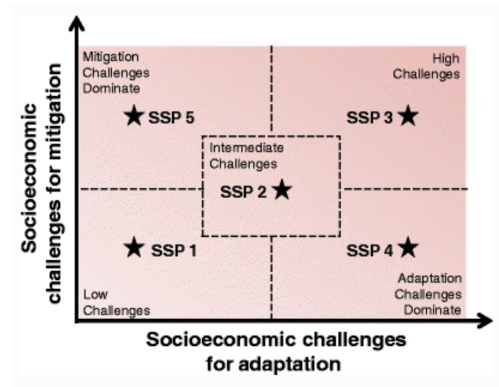 Socioeconomic
challenges for mitigation
Mitigation
Challenges
Dominate
High
Challenges
SSP 5
SSP 3
Intermediate
Challenges
SSP 2
SSP 1
SSP 4
Low
Challenges
Adaptation
Challenges
Dominate
Socioeconomic challenges
for adaptation